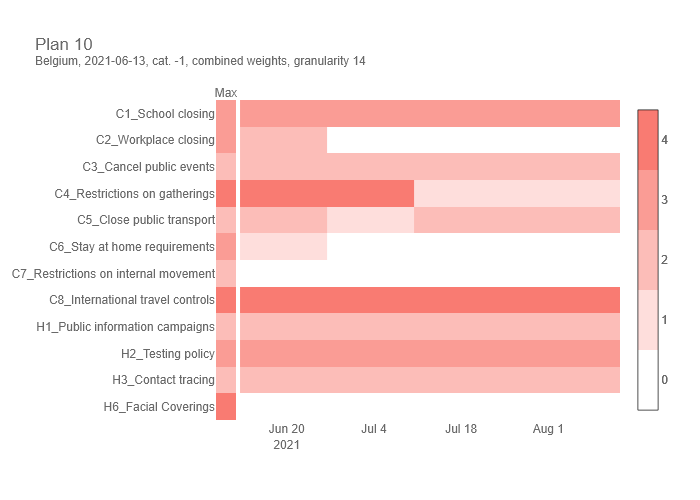 Plan 10
Belgium, 2021-06-13, cat. -1, combined weights, granularity 14
Max
C1_School closing
C2_Workplace closing
C3_Cancel public events
C4_Restrictions on gatherings
C5_Close public transport
C6_Stay at home requirements
C7_Restrictions on internal movement
C8_International travel controls
H1_Public information campaigns
H2_Testing policy
H3_Contact tracing
H6_Facial Coverings
Jun 20 Jul 4 Jul 18 Aug 1
2021
4
3
2
1
0